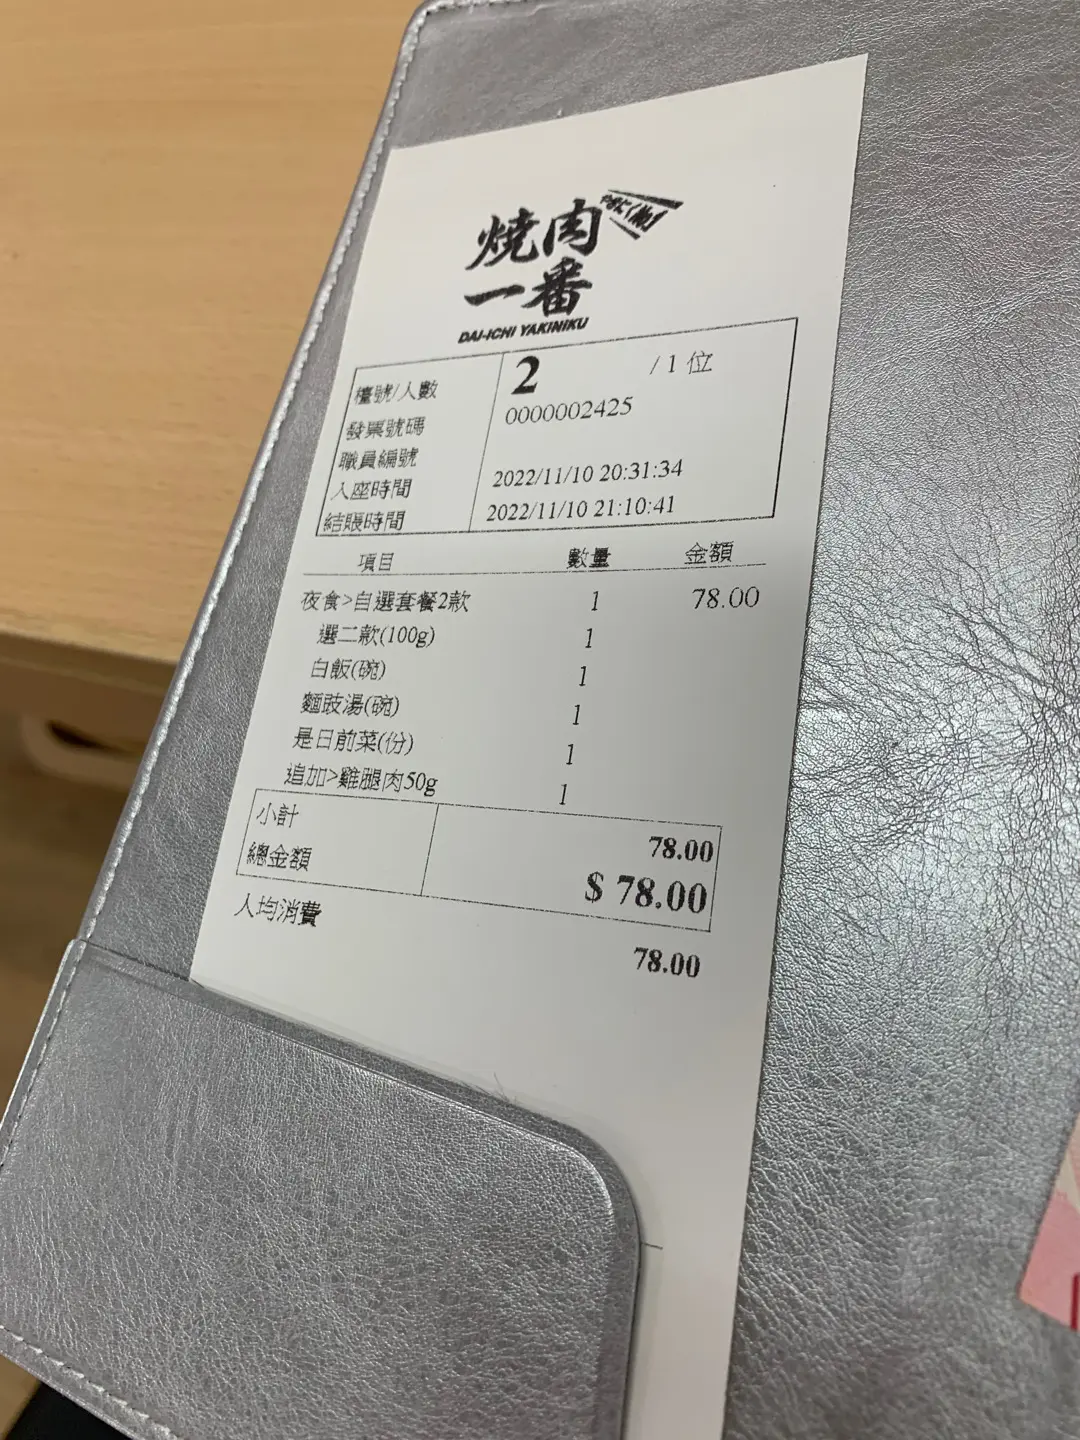 焼肉
一番
DAI-ICHI YAKINIKU
檯號/人數 2 /1 位
發票號碼 0000002425
職員編號
入座時間 2022/11/10 20:31:34
結賬時間 2022/11/10 21:10:41
項目 數量 金額
夜食>自選套餐2款 1 78.00
選二款(100g) 1
白飯(碗) 1
麵豉湯(碗) 1
是日前菜(份) 1
追加>雞腿肉50g 1
小計 78.00
總金額 $ 78.00
人均消費 78.00